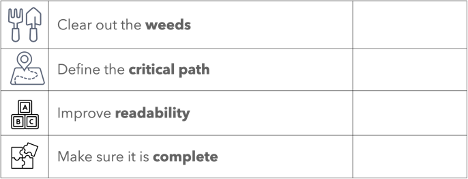 Clear out the weeds
Define the critical path
A
B C
Improve readability
Make sure it is complete